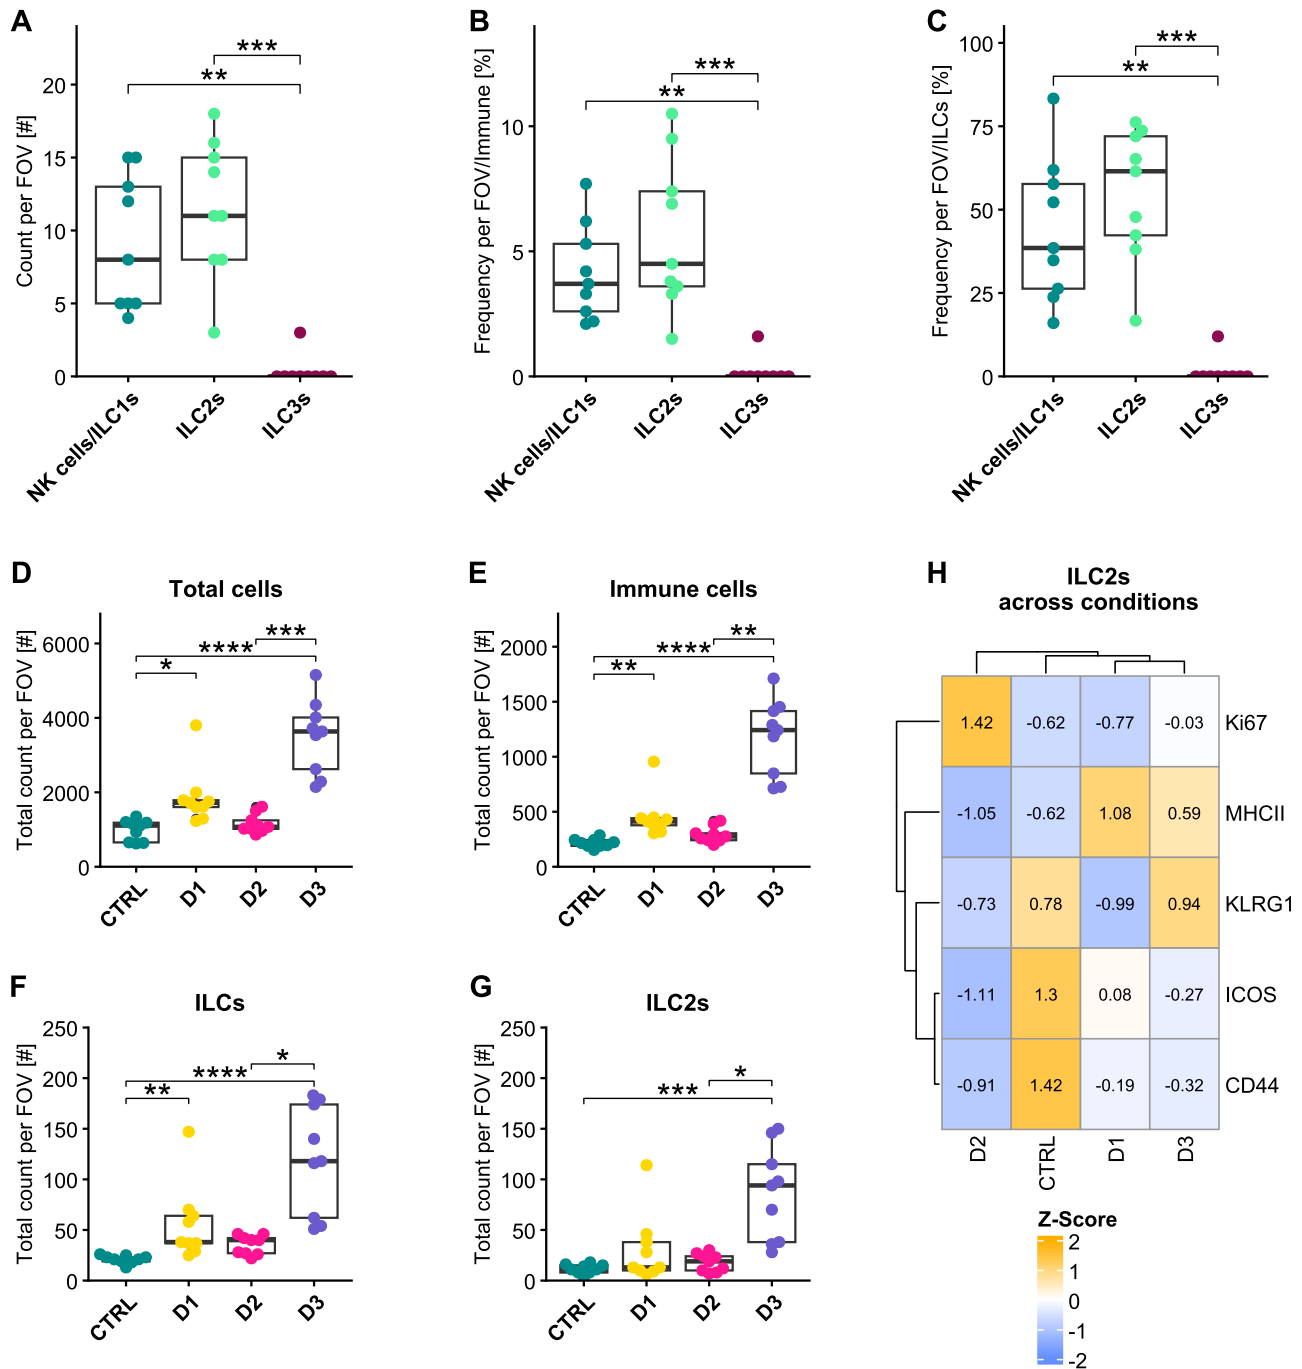 A
Count per FOV [#]
20
15
10
5
0
***
**
NK cells/ILC1s
ILC2s
ILC3s
B
Frequency per FOV/Immune [%]
10
5
0
***
**
NK cells/ILC1s
ILC2s
ILC3s
C
Frequency per FOV/ILCs [%]
100
75
50
25
0
***
**
NK cells/ILC1s
ILC2s
ILC3s
D
Total cells
Total count per FOV [#]
6000
4000
2000
0
***
****
*
CTRL
D1
D2
D3
E
Immune cells
Total count per FOV [#]
2000
1500
1000
500
0
**
****
**
CTRL
D1
D2
D3
F
ILCs
Total count per FOV [#]
250
200
150
100
50
0
*
****
**
CTRL
D1
D2
D3
G
ILC2s
Total count per FOV [#]
250
200
150
100
50
0
*
***
CTRL
D1
D2
D3
H
ILC2s
across conditions
1.42 -0.62 -0.77 -0.03 Ki67
-1.05 -0.62 1.08 0.59 MHCII
-0.73 0.78 -0.99 0.94 KLRG1
-1.11 1.3 0.08 -0.27 ICOS
-0.91 1.42 -0.19 -0.32 CD44
D2 CTRL D1 D3
Z-Score
2
1
0
-1
-2